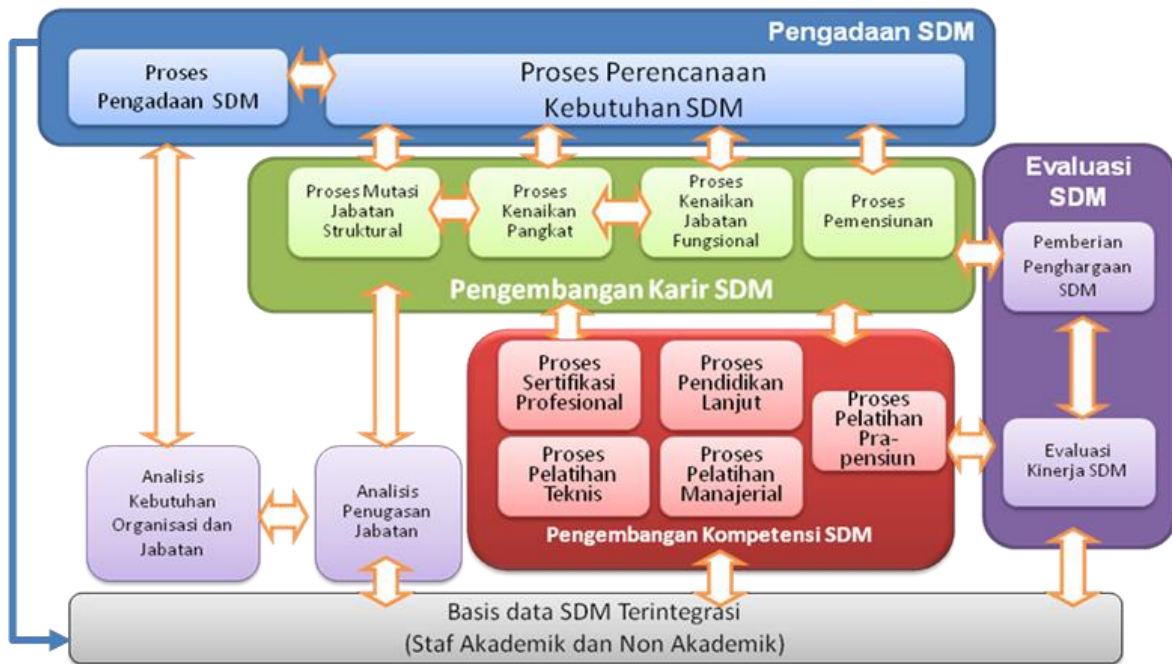 Pengadaan SDM
Proses
Pengadaan SDM
Proses Perencanaan
Kebutuhan SDM
Proses Mutasi
Jabatan
Struktural
Proses
Kenaikan
Pangkat
Proses
Kenaikan
Jabatan
Fungsional
Proses
Pemensiunan
Pengembangan Karir SDM
Evaluasi
SDM
Pemberian
Penghargaan
SDM
Evaluasi
Kinerja SDM
Proses
Sertifikasi
Profesional
Proses
Pendidikan
Lanjut
Proses
Pelatihan
Pra-
pensiun
Proses
Pelatihan
Teknis
Proses
Pelatihan
Manajerial
Pengembangan Kompetensi SDM
Analisis
Kebutuhan
Organisasi dan
Jabatan
Analisis
Penugasan
Jabatan
Basis data SDM Terintegrasi
(Staf Akademik dan Non Akademik)